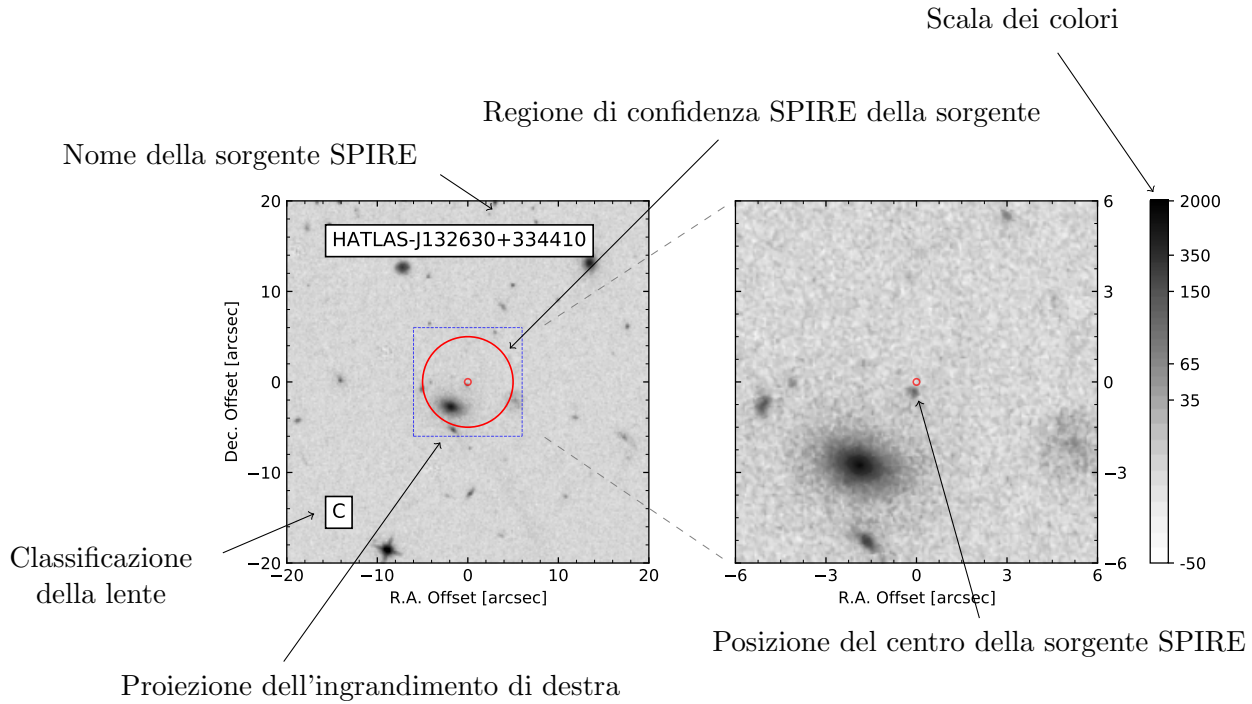 Scala dei colori
Regione di confidenza SPIRE della sorgente
Nome della sorgente SPIRE
HATLAS-J132630+334410
C
20
10
0
−10
−20
−20
−10
0
10
20
Dec. Offset [arcsec]
R.A. Offset [arcsec]
6
3
0
−3
−6
−6
−3
0
3
6
R.A. Offset [arcsec]
2000
350
150
65
35
-50
Classificazione
della lente
Posizione del centro della sorgente SPIRE
Proiezione dell'ingrandimento di destra